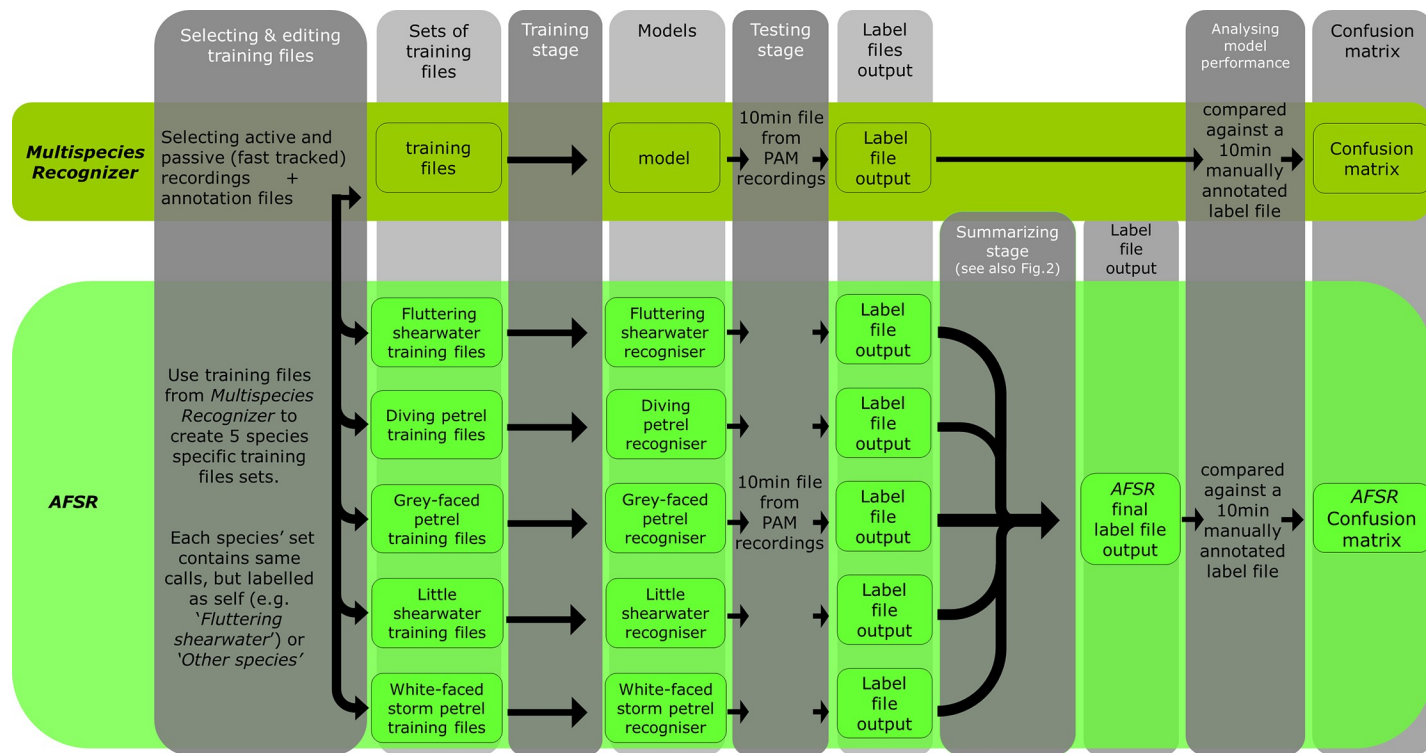 Selecting & editing
training files
Sets of
training
files
Training
stage
Models
Testing
stage
Label
files
output
Analysing
model
performance
Confusion
matrix
Multispecies
Recognizer
Selecting active and
passive (fast tracked)
recordings +
annotation files
training
files
model
10min file
from
PAM
recordings
Label
file
output
compared
against a
10min
manually
annotated
label file
Confusion
matrix
Summarizing
stage
(see also Fig.2)
Label
file
output
AFSR
Use training files
from Multispecies
Recognizer to
create 5 species
specific training
files sets.
Each species’ set
contains same
calls, but labelled
as self (e.g.
‘Fluttering
shearwater’) or
‘Other species’
Fluttering
shearwater
training files
Fluttering
shearwater
recogniser
Label
file
output
Diving petrel
training files
Diving
petrel
recogniser
Label
file
output
Grey-faced
petrel
training files
Grey-faced
petrel
recogniser
10min file
from
PAM
recordings
Label
file
output
AFSR
final
label file
output
compared
against a
10min
manually
annotated
label file
AFSR
Confusion
matrix
Little
shearwater
training files
Little
shearwater
recogniser
Label
file
output
White-faced
storm petrel
training files
White-faced
storm petrel
recogniser
Label
file
output